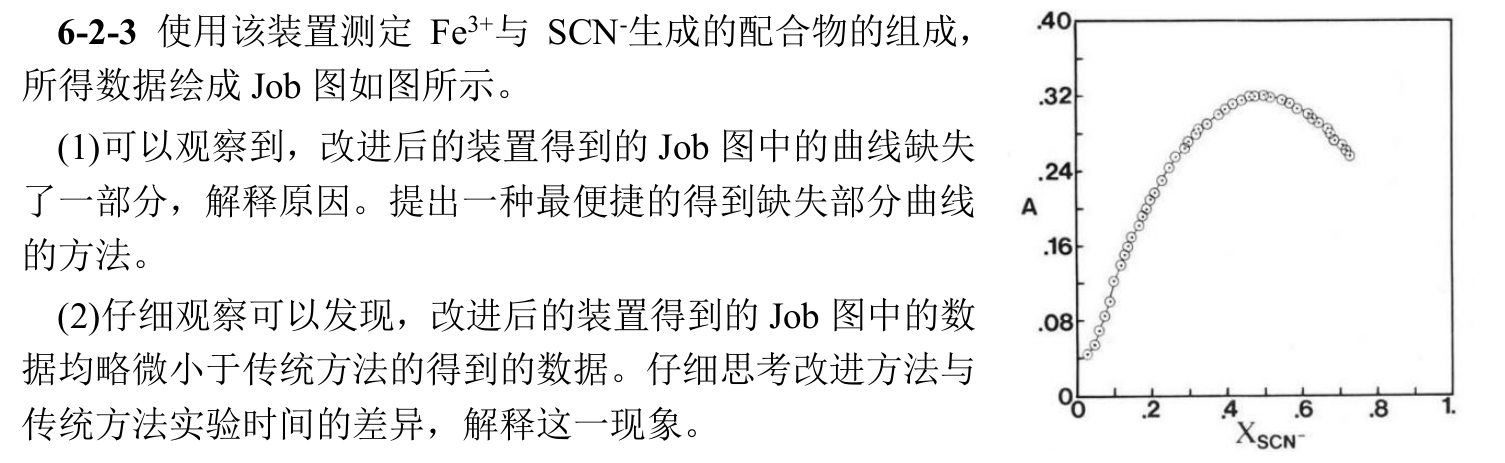 6-2-3 使用该装置测定 Fe³⁺与 SCN⁻生成的配合物的组成，
所得数据绘成 Job 图如图所示。
(1)可以观察到，改进后的装置得到的 Job 图中的曲线缺失
了一部分，解释原因。提出一种最便捷的得到缺失部分曲线
的方法。
(2)仔细观察可以发现，改进后的装置得到的 Job 图中的数
据均略微小于传统方法的得到的数据。仔细思考改进方法与
传统方法实验时间的差异，解释这一现象。
.40
.32
.24
A
.16
.08
0
0 .2 .4 .6 .8 1.
X_SCN⁻